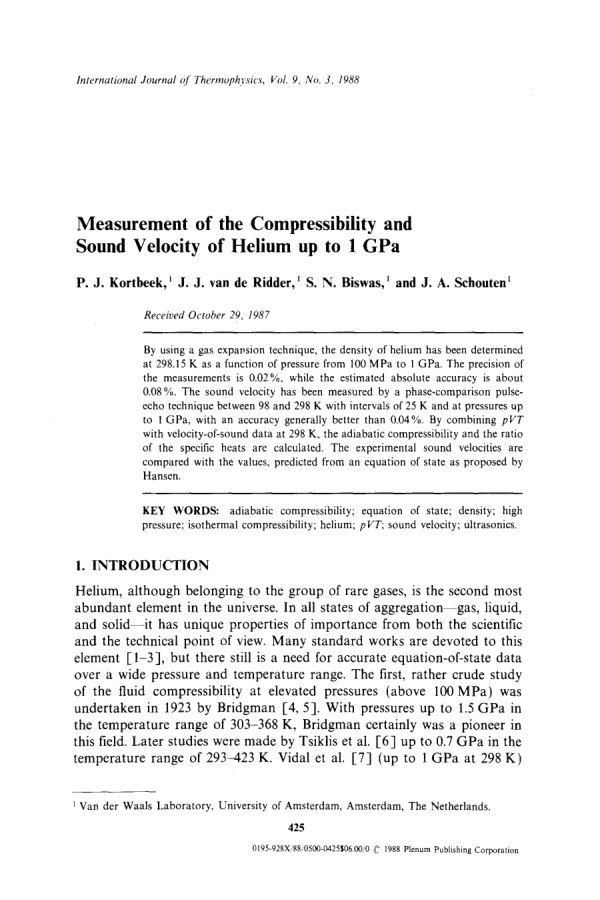 International Journal of Thermophysics, Vol. 9, No. 3, 1988
Measurement of the Compressibility and
Sound Velocity of Helium up to 1 GPa
P. J. Kortbeek,¹ J. J. van de Ridder,¹ S. N. Biswas,¹ and J. A. Schouten¹
Received October 29, 1987
By using a gas expansion technique, the density of helium has been determined
at 298.15 K as a function of pressure from 100 MPa to 1 GPa. The precision of
the measurements is 0.02%, while the estimated absolute accuracy is about
0.08%. The sound velocity has been measured by a phase-comparison pulse-
echo technique between 98 and 298 K with intervals of 25 K and at pressures up
to 1 GPa, with an accuracy generally better than 0.04%. By combining pVT
with velocity-of-sound data at 298 K, the adiabatic compressibility and the ratio
of the specific heats are calculated. The experimental sound velocities are
compared with the values, predicted from an equation of state as proposed by
Hansen.
KEY WORDS: adiabatic compressibility; equation of state; density; high
pressure; isothermal compressibility; helium; pVT; sound velocity; ultrasonics.
1. INTRODUCTION
Helium, although belonging to the group of rare gases, is the second most
abundant element in the universe. In all states of aggregation—gas, liquid,
and solid—it has unique properties of importance from both the scientific
and the technical point of view. Many standard works are devoted to this
element [1–3], but there still is a need for accurate equation-of-state data
over a wide pressure and temperature range. The first, rather crude study
of the fluid compressibility at elevated pressures (above 100 MPa) was
undertaken in 1923 by Bridgman [4, 5]. With pressures up to 1.5 GPa in
the temperature range of 303–368 K, Bridgman certainly was a pioneer in
this field. Later studies were made by Tsiklis et al. [6] up to 0.7 GPa in the
temperature range of 293–423 K. Vidal et al. [7] (up to 1 GPa at 298 K)
¹ Van der Waals Laboratory, University of Amsterdam, Amsterdam, The Netherlands.
425
0195-928X/88/0500-0425$06.00/0 © 1988 Plenum Publishing Corporation